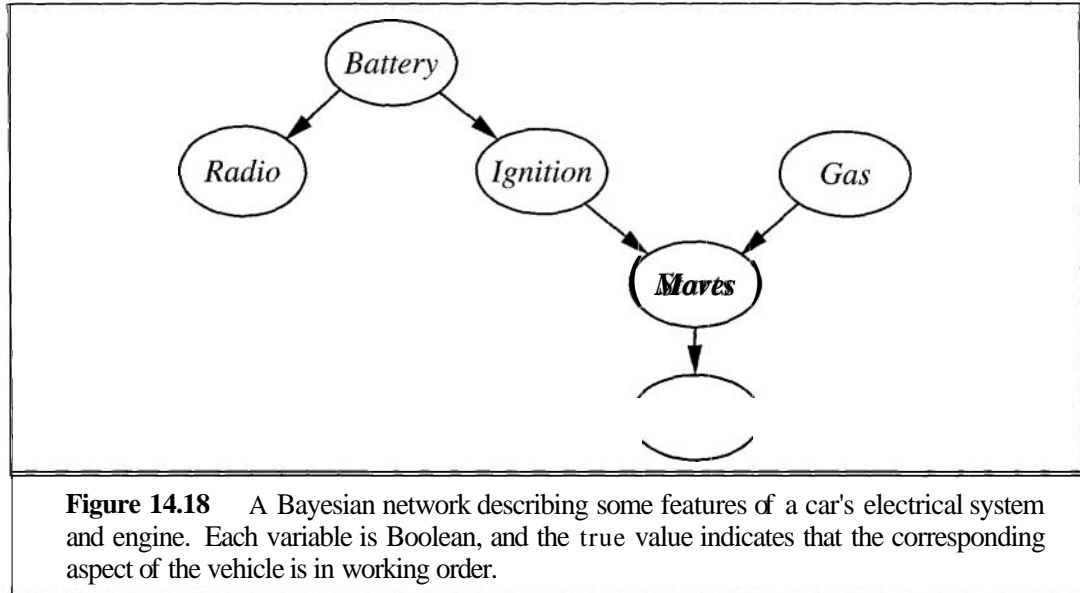 Battery
Radio
Ignition
Gas
Figure 14.18 A Bayesian network describing some features of a car's electrical system
and engine. Each variable is Boolean, and the true value indicates that the corresponding
aspect of the vehicle is in working order.